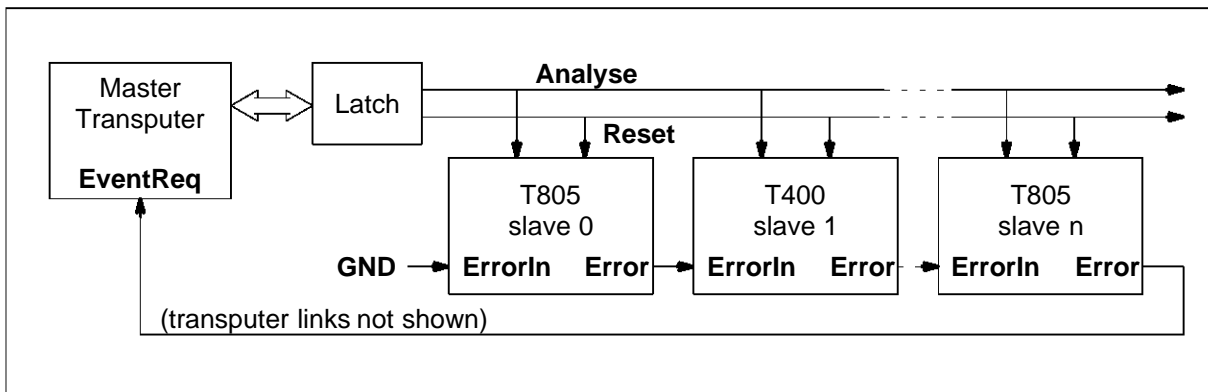 Master
Transputer
EventReq
Latch
Analyse
Reset
T805
slave 0
ErrorIn Error
T400
slave 1
ErrorIn Error
T805
slave n
ErrorIn Error
GND
(transputer links not shown)